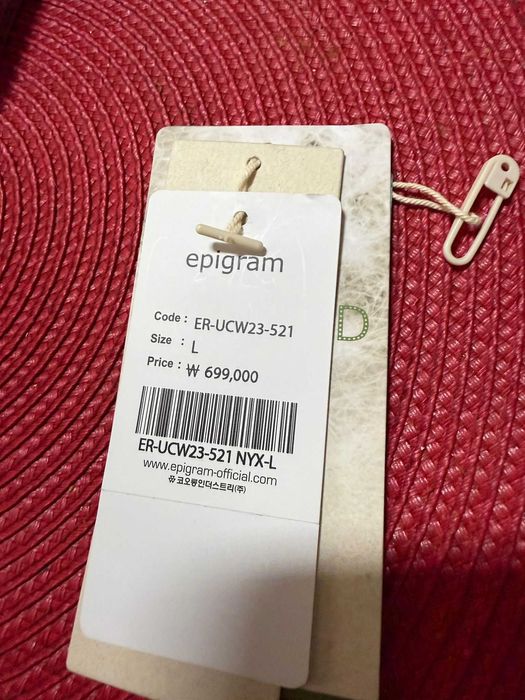 epigram
Code : ER-UCW23-521
Size : L
Price : ₩ 699,000
ER-UCW23-521 NYX-L
www.epigram-official.com
코오롱인더스트리(주)
D